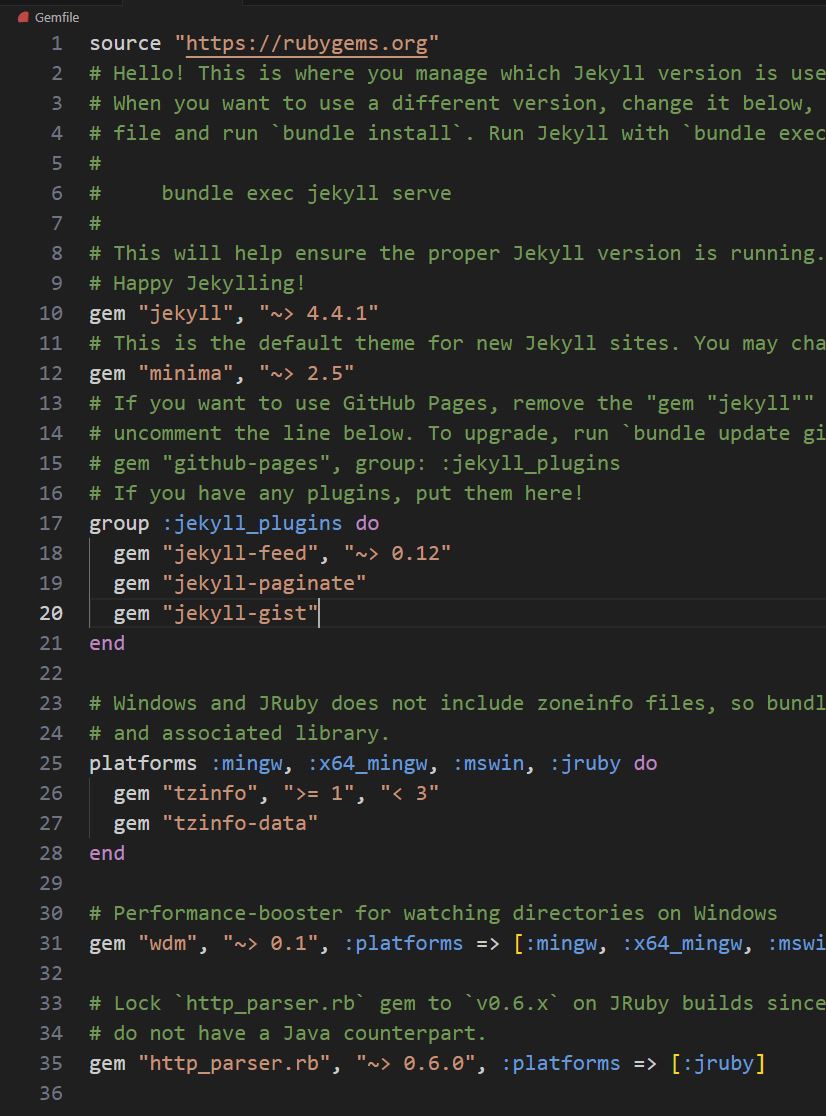 Gemfile
1 source "https://rubygems.org"
2 # Hello! This is where you manage which Jekyll version is use
3 # When you want to use a different version, change it below,
4 # file and run `bundle install`. Run Jekyll with `bundle exec
5 #
6 #     bundle exec jekyll serve
7 #
8 # This will help ensure the proper Jekyll version is running.
9 # Happy Jekylling!
10 gem "jekyll", "~> 4.4.1"
11 # This is the default theme for new Jekyll sites. You may cha
12 gem "minima", "~> 2.5"
13 # If you want to use GitHub Pages, remove the "gem "jekyll""
14 # uncomment the line below. To upgrade, run `bundle update gi
15 # gem "github-pages", group: :jekyll_plugins
16 # If you have any plugins, put them here!
17 group :jekyll_plugins do
18   gem "jekyll-feed", "~> 0.12"
19   gem "jekyll-paginate"
20   gem "jekyll-gist"
21 end
22
23 # Windows and JRuby does not include zoneinfo files, so bundl
24 # and associated library.
25 platforms :mingw, :x64_mingw, :mswin, :jruby do
26   gem "tzinfo", ">= 1", "< 3"
27   gem "tzinfo-data"
28 end
29
30 # Performance-booster for watching directories on Windows
31 gem "wdm", "~> 0.1", :platforms => [:mingw, :x64_mingw, :mswi
32
33 # Lock `http_parser.rb` gem to `v0.6.x` on JRuby builds since
34 # do not have a Java counterpart.
35 gem "http_parser.rb", "~> 0.6.0", :platforms => [:jruby]
36